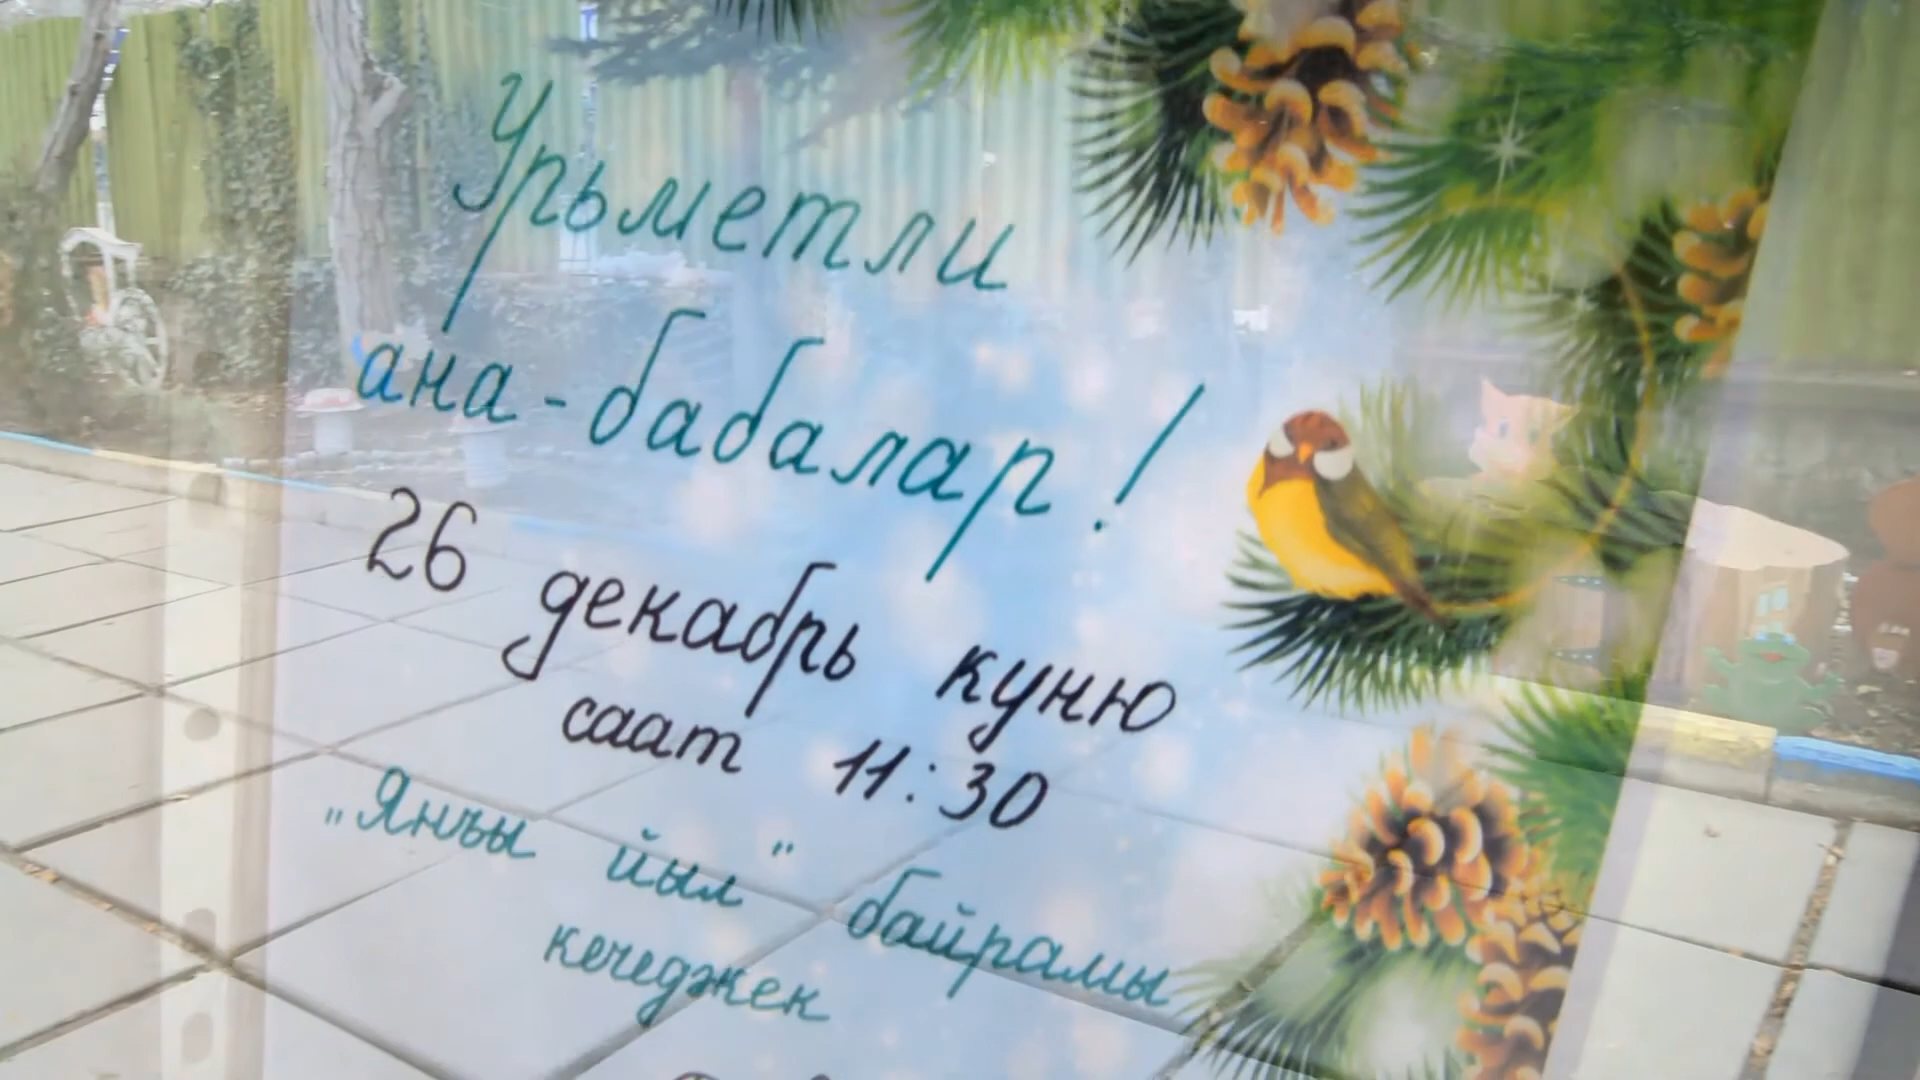 Урьметли
ана-бабалар!
26 декабрь куню
саат 11:30
„Янъы йыл" байрамы
кечеджек